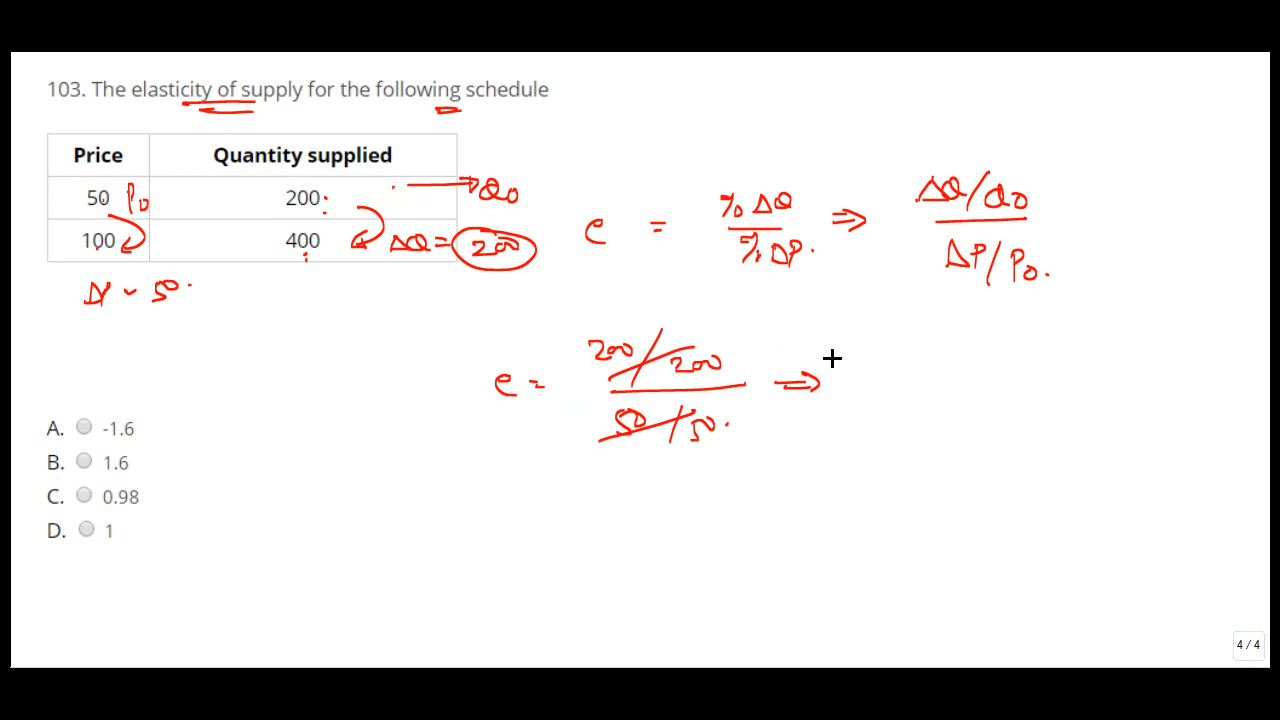 103. The elasticity of supply for the following schedule
Price Quantity supplied
50 P0 200 → Q0
100 400 ΔQ = 200
50
e = %ΔQ / %ΔP ⇒ ΔQ/Q0 / ΔP/P0
e = 200/200 / 50/50 ⇒
A. -1.6
B. 1.6
C. 0.98
D. 1
4 / 4